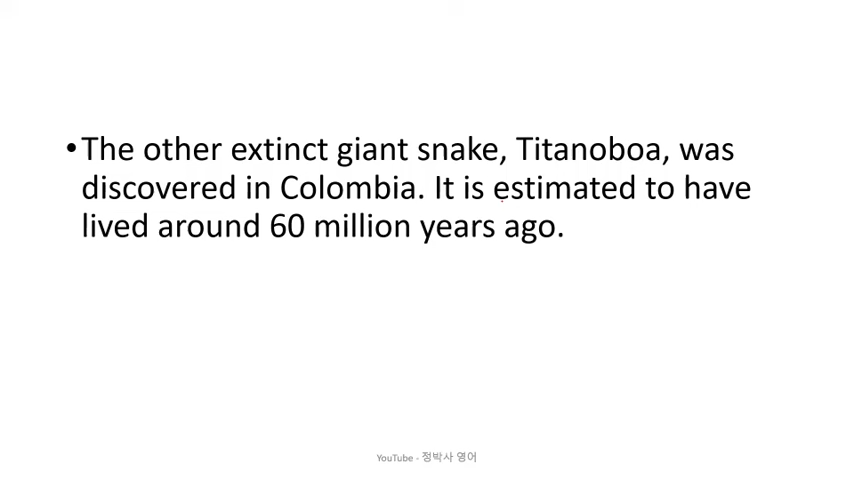 •The other extinct giant snake, Titanoboa, was
discovered in Colombia. It is estimated to have
lived around 60 million years ago.
YouTube - 정박사 영어